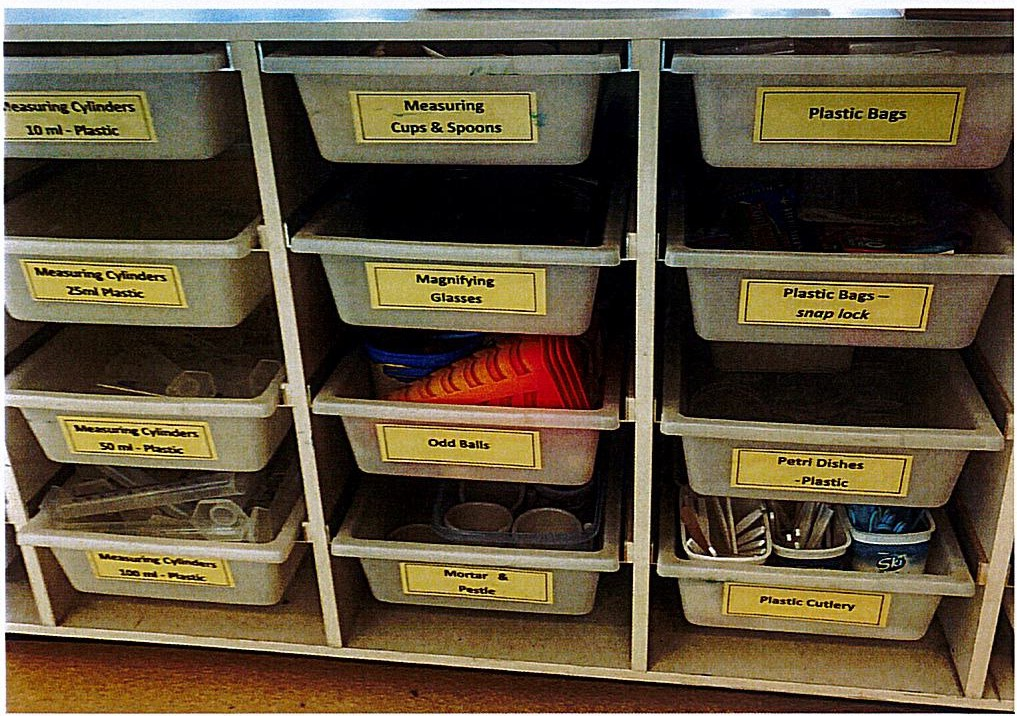 Measuring Cylinders
10 ml - Plastic
Measuring
Cups & Spoons
Plastic Bags
Measuring Cylinders
25ml Plastic
Magnifying
Glasses
Plastic Bags –
snap lock
Measuring Cylinders
50 ml - Plastic
Odd Balls
Petri Dishes
-Plastic
Measuring Cylinders
100 ml - Plastic
Mortar &
Pestle
Ski
Plastic Cutlery